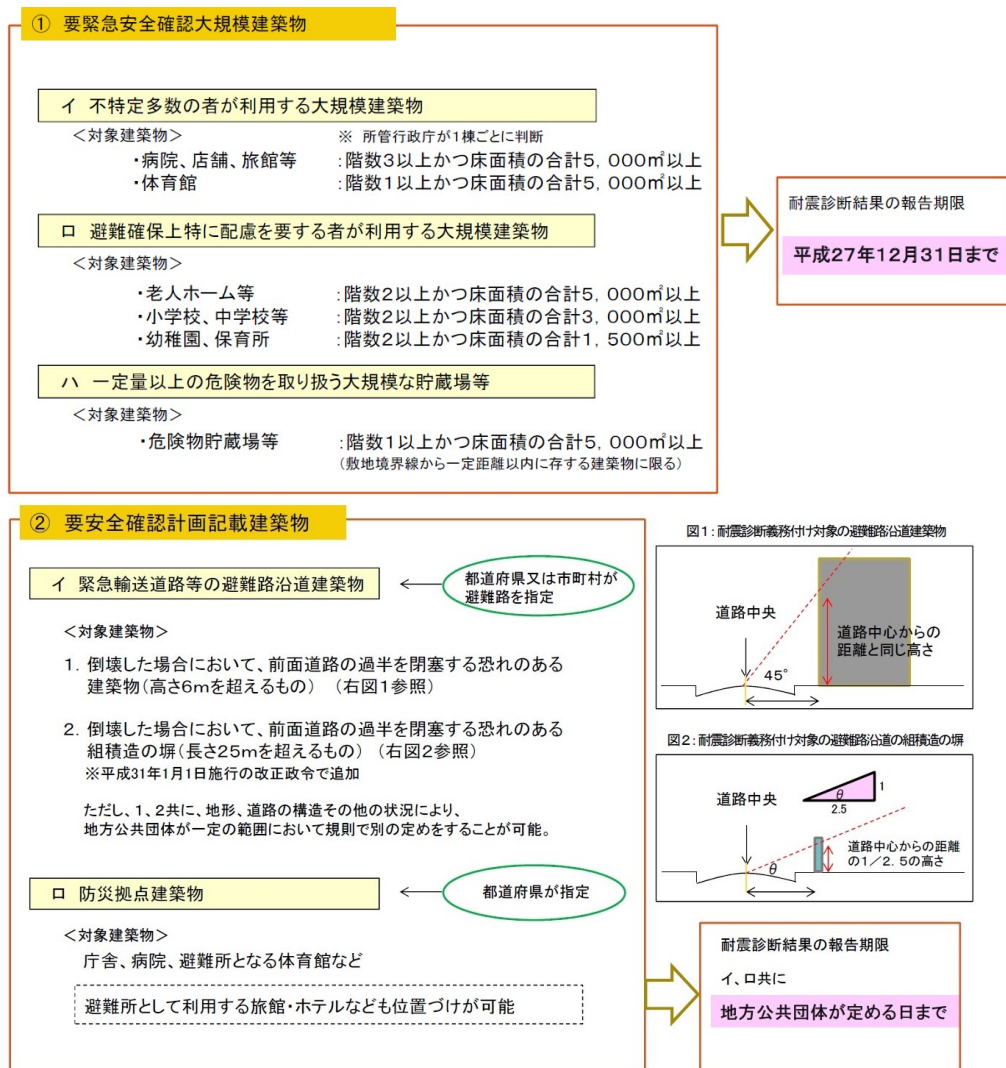 ① 要緊急安全確認大規模建築物
イ 不特定多数の者が利用する大規模建築物
＜対象建築物＞ ※ 所管行政庁が1棟ごとに判断
・病院、店舗、旅館等 :階数3以上かつ床面積の合計5,000㎡以上
・体育館 :階数1以上かつ床面積の合計5,000㎡以上
ロ 避難確保上特に配慮を要する者が利用する大規模建築物
＜対象建築物＞
・老人ホーム等 :階数2以上かつ床面積の合計5,000㎡以上
・小学校、中学校等 :階数2以上かつ床面積の合計3,000㎡以上
・幼稚園、保育所 :階数2以上かつ床面積の合計1,500㎡以上
ハ 一定量以上の危険物を取り扱う大規模な貯蔵場等
＜対象建築物＞
・危険物貯蔵場等 :階数1以上かつ床面積の合計5,000㎡以上
(敷地境界線から一定距離以内に存する建築物に限る)
耐震診断結果の報告期限
平成27年12月31日まで
② 要安全確認計画記載建築物
イ 緊急輸送道路等の避難路沿道建築物
都道府県又は市町村が
避難路を指定
＜対象建築物＞
1. 倒壊した場合において、前面道路の過半を閉塞する恐れのある
建築物(高さ6mを超えるもの) (右図1参照)
2. 倒壊した場合において、前面道路の過半を閉塞する恐れのある
組積造の塀(長さ25mを超えるもの) (右図2参照)
※平成31年1月1日施行の改正政令で追加
ただし、1、2共に、地形、道路の構造その他の状況により、
地方公共団体が一定の範囲において規則で別の定めをすることが可能。
ロ 防災拠点建築物
都道府県が指定
＜対象建築物＞
庁舎、病院、避難所となる体育館など
避難所として利用する旅館・ホテルなども位置づけが可能
図1:耐震診断義務付け対象の避難路沿道建築物
道路中央
道路中心からの
距離と同じ高さ
45°
図2:耐震診断義務付け対象の避難路沿道の組積造の塀
道路中央
θ
1
2.5
道路中心からの距離
の1/2.5の高さ
θ
耐震診断結果の報告期限
イ、ロ共に
地方公共団体が定める日まで